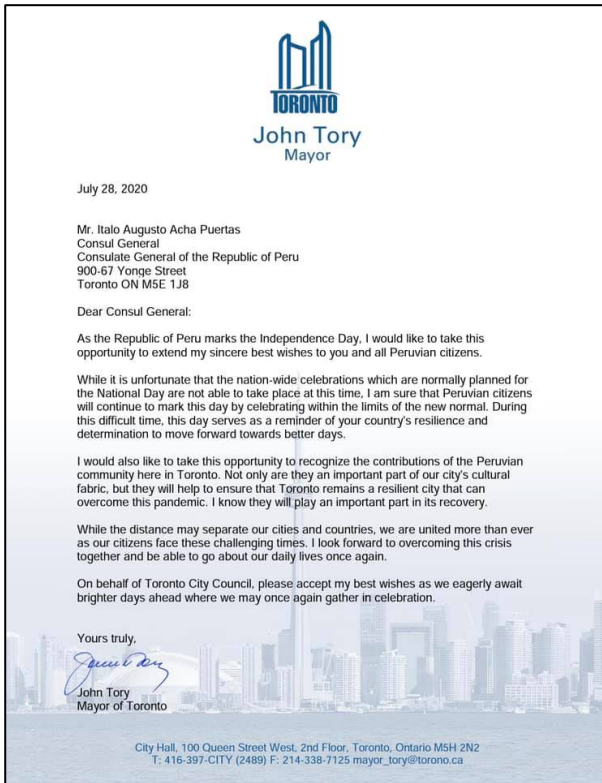 TORONTO
John Tory
Mayor
July 28, 2020
Mr. Italo Augusto Acha Puertas
Consul General
Consulate General of the Republic of Peru
900-67 Yonge Street
Toronto ON M5E 1J8
Dear Consul General:
As the Republic of Peru marks the Independence Day, I would like to take this
opportunity to extend my sincere best wishes to you and all Peruvian citizens.
While it is unfortunate that the nation-wide celebrations which are normally planned for
the National Day are not able to take place at this time, I am sure that Peruvian citizens
will continue to mark this day by celebrating within the limits of the new normal. During
this difficult time, this day serves as a reminder of your country's resilience and
determination to move forward towards better days.
I would also like to take this opportunity to recognize the contributions of the Peruvian
community here in Toronto. Not only are they an important part of our city's cultural
fabric, but they will help to ensure that Toronto remains a resilient city that can
overcome this pandemic. I know they will play an important part in its recovery.
While the distance may separate our cities and countries, we are united more than ever
as our citizens face these challenging times. I look forward to overcoming this crisis
together and be able to go about our daily lives once again.
On behalf of Toronto City Council, please accept my best wishes as we eagerly await
brighter days ahead where we may once again gather in celebration.
Yours truly,
John Tory
Mayor of Toronto
City Hall, 100 Queen Street West, 2nd Floor, Toronto, Ontario M5H 2N2
T: 416-397-CITY (2489) F: 214-338-7125 mayor_tory@torono.ca